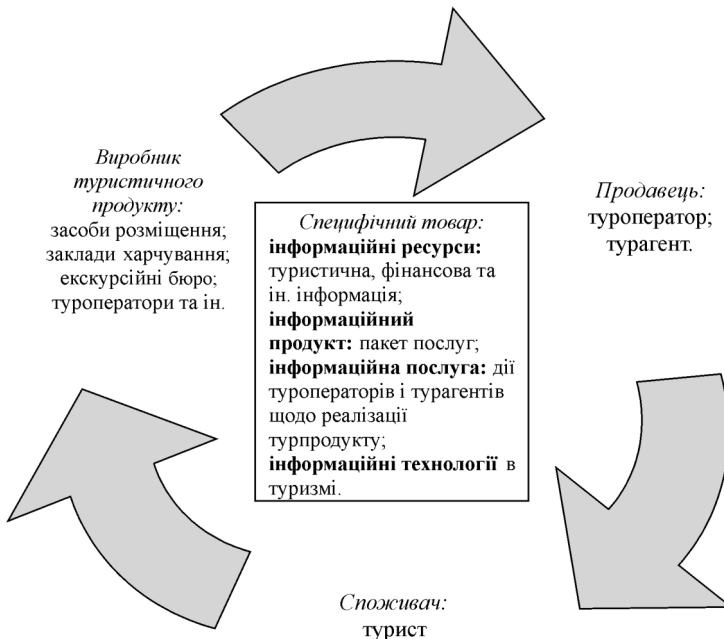 Виробник
туристичного
продукту:
засоби розміщення;
заклади харчування;
екскурсійні бюро;
туроператори та ін.
Специфічний товар:
інформаційні ресурси:
туристична, фінансова та
ін. інформація;
інформаційний
продукт: пакет послуг;
інформаційна послуга: дії
туроператорів і турагентів
щодо реалізації
турпродукту;
інформаційні технології в
туризмі.
Продавець:
туроператор;
турагент.
Споживач:
турист